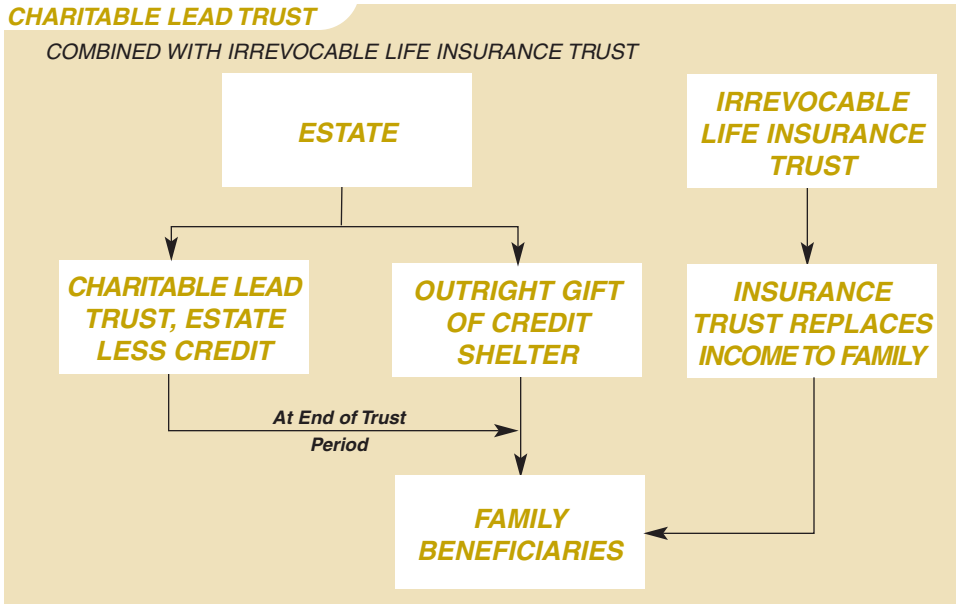 CHARITABLE LEAD TRUST
COMBINED WITH IRREVOCABLE LIFE INSURANCE TRUST
ESTATE
IRREVOCABLE
LIFE INSURANCE
TRUST
CHARITABLE LEAD
TRUST, ESTATE
LESS CREDIT
OUTRIGHT GIFT
OF CREDIT
SHELTER
INSURANCE
TRUST REPLACES
INCOME TO FAMILY
At End of Trust
Period
FAMILY
BENEFICIARIES